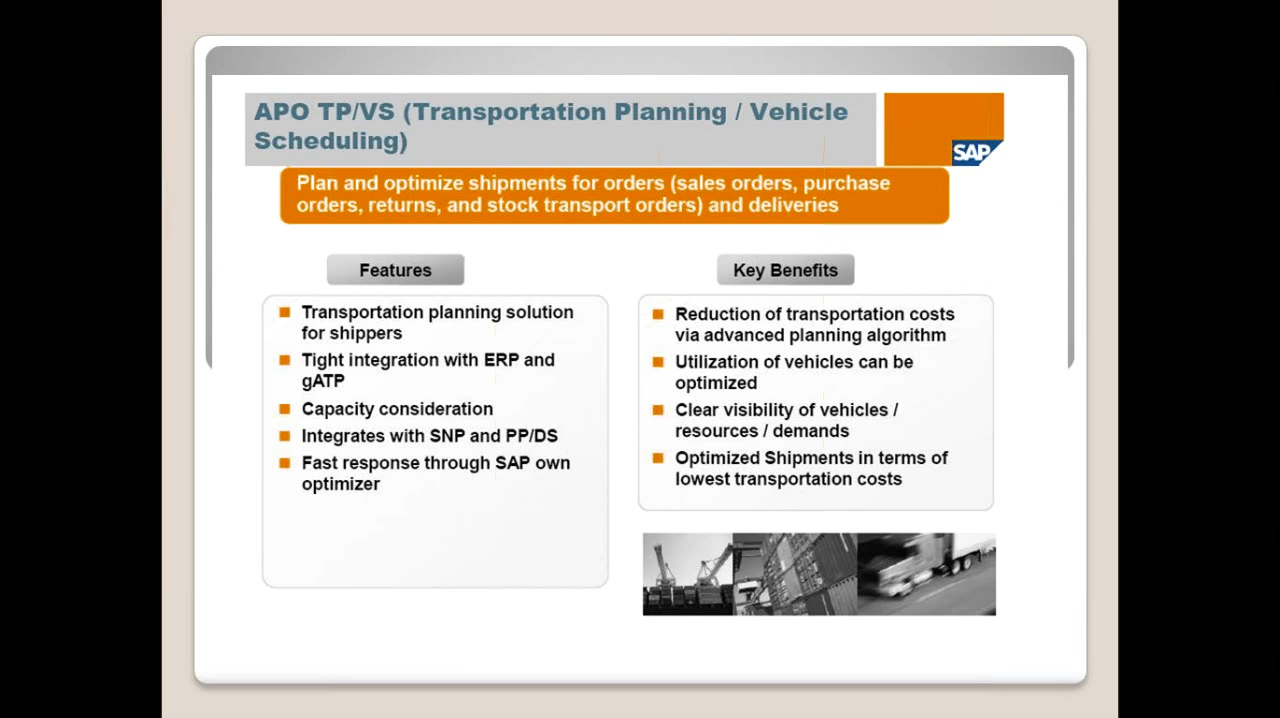 APO TP/VS (Transportation Planning / Vehicle
Scheduling)
SAP
Plan and optimize shipments for orders (sales orders, purchase
orders, returns, and stock transport orders) and deliveries
Features
Transportation planning solution
for shippers
Tight integration with ERP and
gATP
Capacity consideration
Integrates with SNP and PP/DS
Fast response through SAP own
optimizer
Key Benefits
Reduction of transportation costs
via advanced planning algorithm
Utilization of vehicles can be
optimized
Clear visibility of vehicles /
resources / demands
Optimized Shipments in terms of
lowest transportation costs